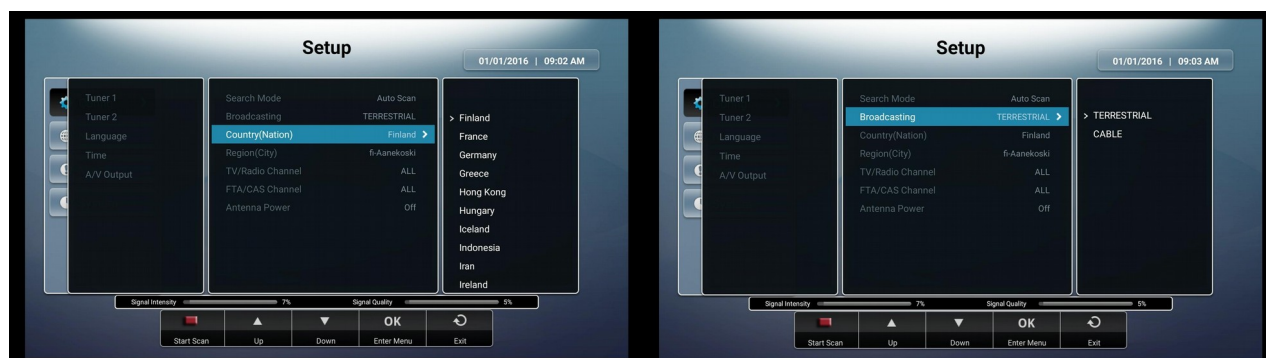 Setup
01/01/2016 | 09:02 AM
Tuner 1
Tuner 2
Language
Time
A/V Output
Search Mode Auto Scan
Broadcasting TERRESTRIAL
Country(Nation) Finland >
Region(City) fi-Aanekoski
TV/Radio Channel ALL
FTA/CAS Channel ALL
Antenna Power Off
> Finland
France
Germany
Greece
Hong Kong
Hungary
Iceland
Indonesia
Iran
Ireland
Signal Intensity 7% Signal Quality 5%
OK
Start Scan Up Down Enter Menu Exit
Setup
01/01/2016 | 09:03 AM
Tuner 1
Tuner 2
Language
Time
A/V Output
Search Mode Auto Scan
Broadcasting TERRESTRIAL >
Country(Nation) Finland
Region(City) fi-Aanekoski
TV/Radio Channel ALL
FTA/CAS Channel ALL
Antenna Power Off
> TERRESTRIAL
CABLE
Signal Intensity 7% Signal Quality 5%
OK
Start Scan Up Down Enter Menu Exit